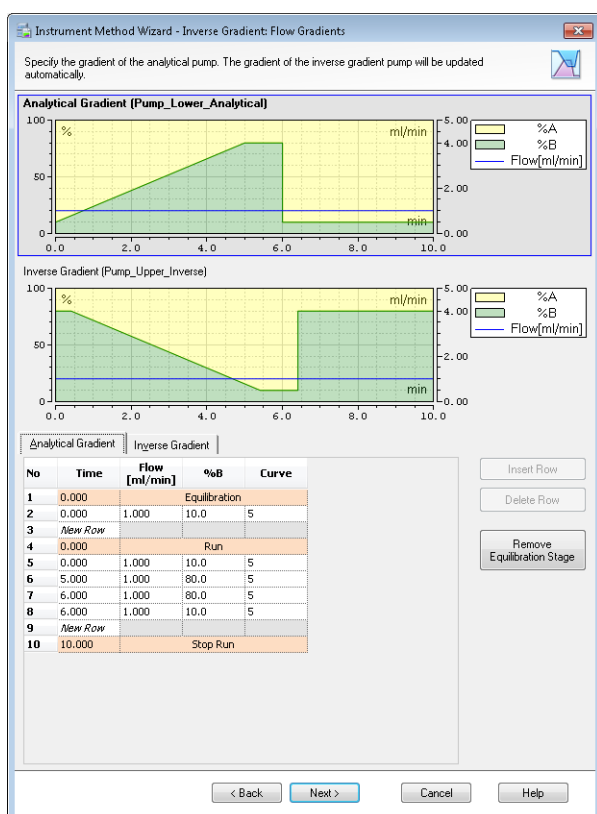 Instrument Method Wizard - Inverse Gradient: Flow Gradients
Specify the gradient of the analytical pump. The gradient of the inverse gradient pump will be updated
automatically.
Analytical Gradient (Pump_Lower_Analytical)
100 % ml/min 5.00 %A
4.00 %B
Flow[ml/min]
50
2.00
min
0 0.00
0.0 2.0 4.0 6.0 8.0 10.0
Inverse Gradient (Pump_Upper_Inverse)
100 % ml/min 5.00 %A
4.00 %B
Flow[ml/min]
50
2.00
min
0 0.00
0.0 2.0 4.0 6.0 8.0 10.0
Analytical Gradient Inverse Gradient
No Time Flow [ml/min] %B Curve
1 0.000 Equilibration
2 0.000 1.000 10.0 5
3 New Row
4 0.000 Run
5 0.000 1.000 10.0 5
6 5.000 1.000 80.0 5
7 6.000 1.000 80.0 5
8 6.000 1.000 10.0 5
9 New Row
10 10.000 Stop Run
Insert Row
Delete Row
Remove
Equilibration Stage
< Back Next > Cancel Help